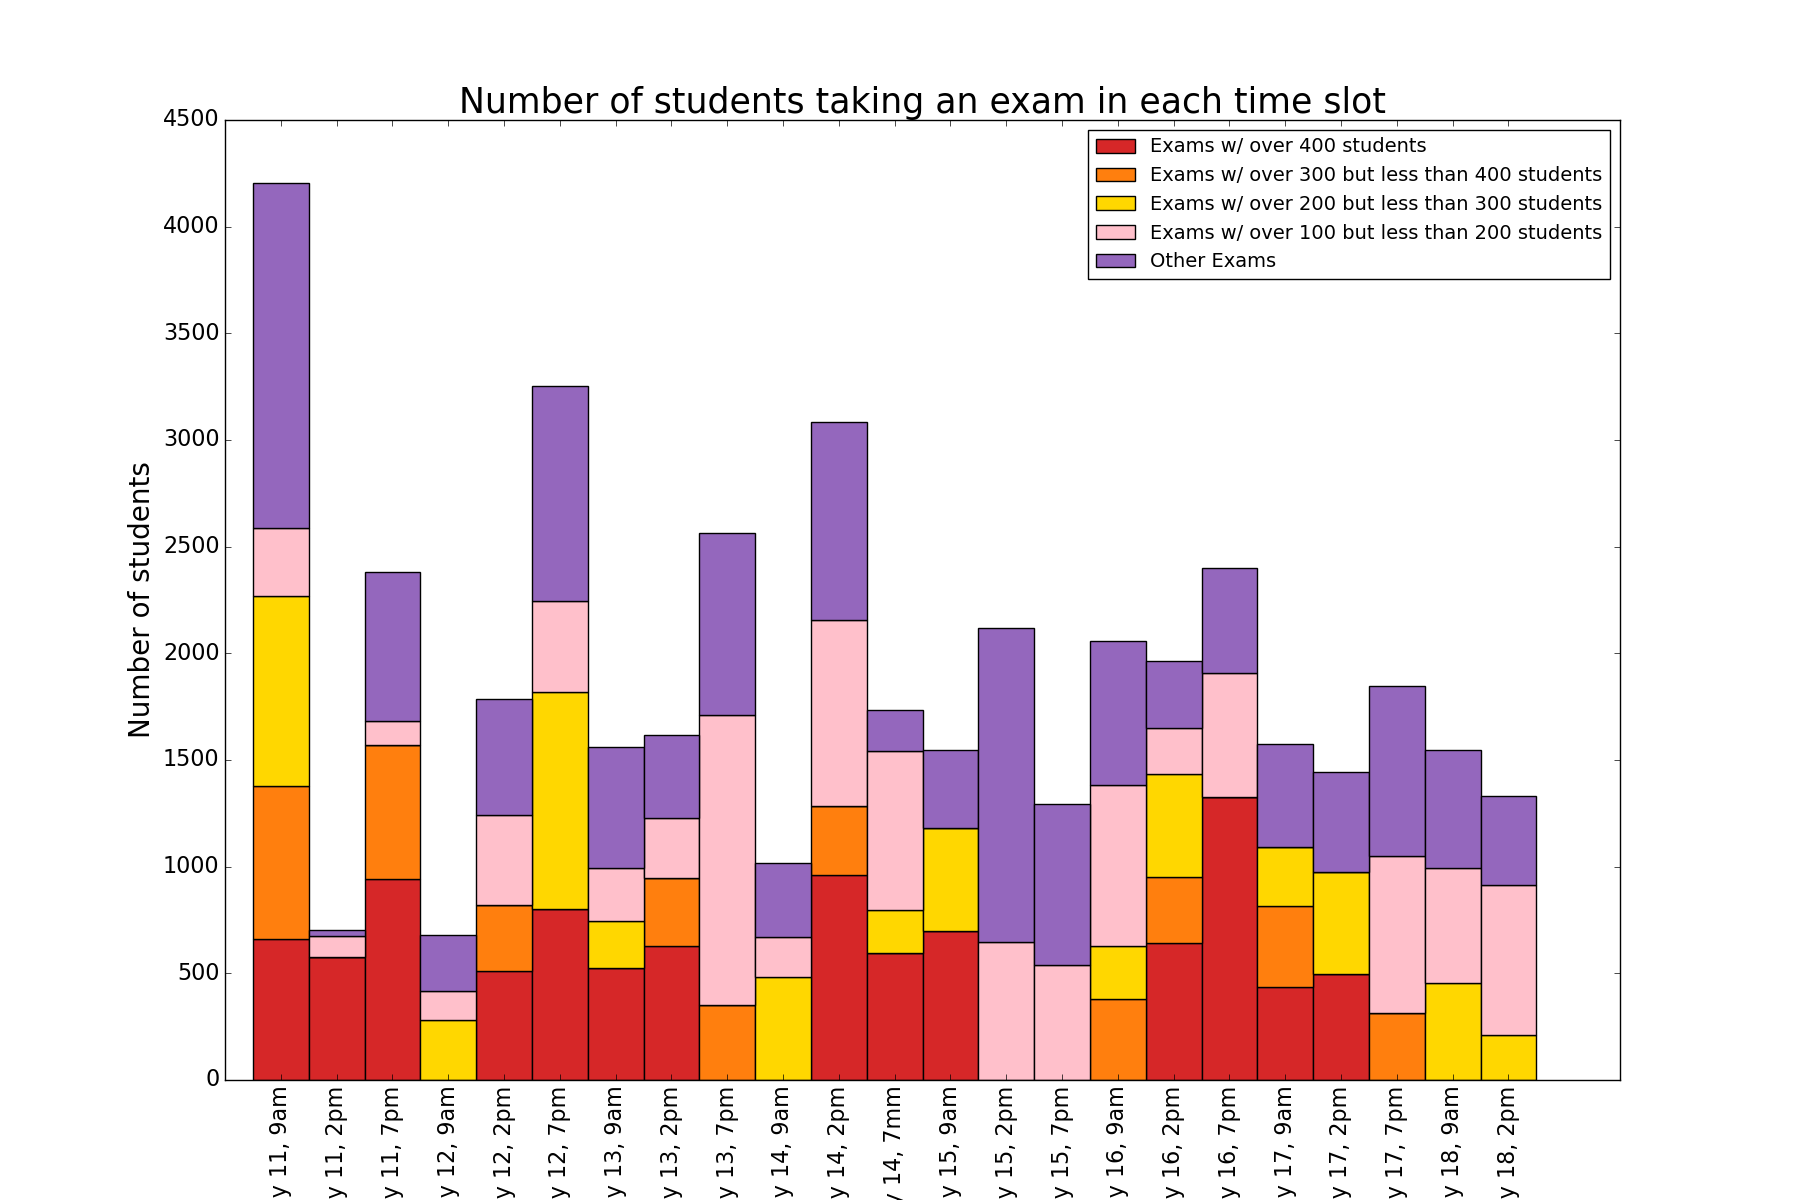 Number of students taking an exam in each time slot
Exams w/ over 400 students
Exams w/ over 300 but less than 400 students
Exams w/ over 200 but less than 300 students
Exams w/ over 100 but less than 200 students
Other Exams
Number of students
4500
4000
3500
3000
2500
2000
1500
1000
500
0
y 11, 9am
y 11, 2pm
y 11, 7pm
y 12, 9am
y 12, 2pm
y 12, 7pm
y 13, 9am
y 13, 2pm
y 13, 7pm
y 14, 9am
y 14, 2pm
y 14, 7mm
y 15, 9am
y 15, 2pm
y 15, 7pm
y 16, 9am
y 16, 2pm
y 16, 7pm
y 17, 9am
y 17, 2pm
y 17, 7pm
y 18, 9am
y 18, 2pm